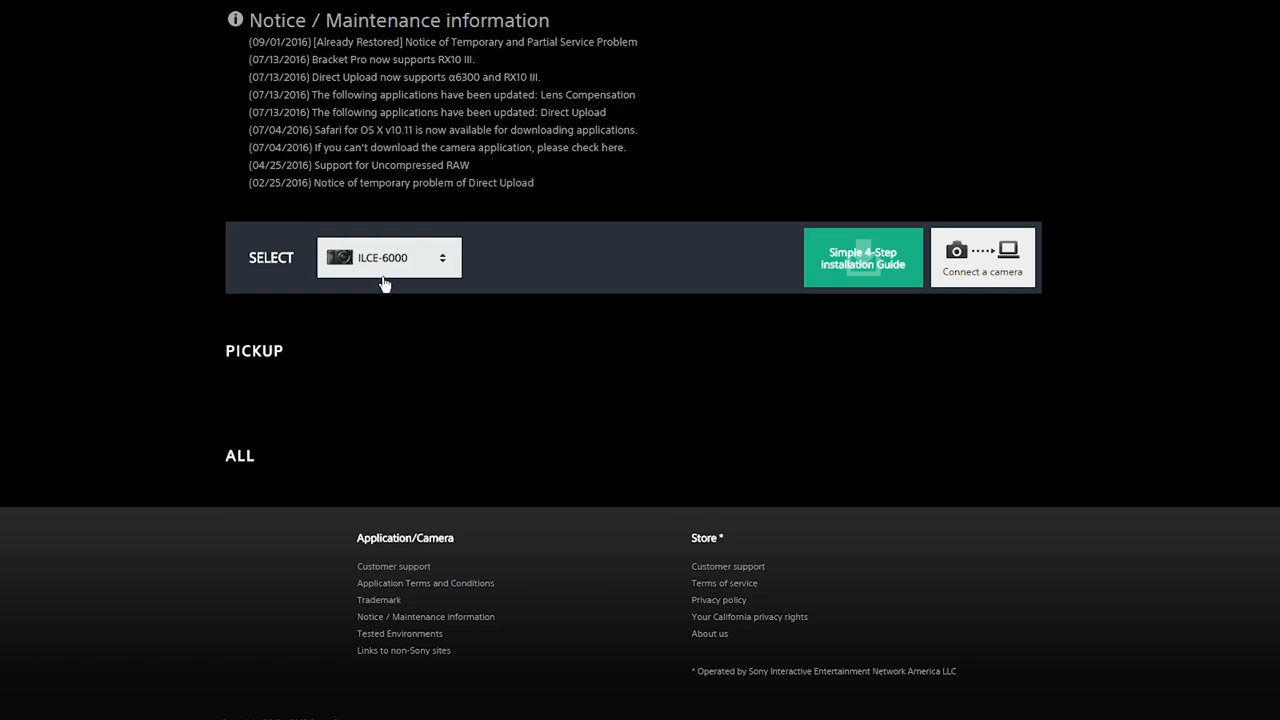 Notice / Maintenance information
(09/01/2016) [Already Restored] Notice of Temporary and Partial Service Problem
(07/13/2016) Bracket Pro now supports RX10 III.
(07/13/2016) Direct Upload now supports α6300 and RX10 III.
(07/13/2016) The following applications have been updated: Lens Compensation
(07/13/2016) The following applications have been updated: Direct Upload
(07/04/2016) Safari for OS X v10.11 is now available for downloading applications.
(07/04/2016) If you can't download the camera application, please check here.
(04/25/2016) Support for Uncompressed RAW
(02/25/2016) Notice of temporary problem of Direct Upload
SELECT
ILCE-6000
Simple 4-Step
Installation Guide
Connect a camera
PICKUP
ALL
Application/Camera
Customer support
Application Terms and Conditions
Trademark
Notice / Maintenance information
Tested Environments
Links to non-Sony sites
Store *
Customer support
Terms of service
Privacy policy
Your California privacy rights
About us
* Operated by Sony Interactive Entertainment Network America LLC